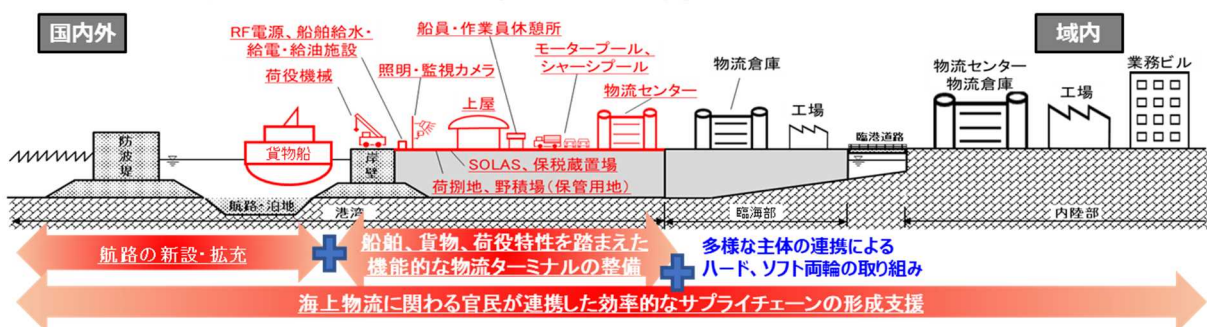 国内外
RF電源、船舶給水・
給電・給油施設
荷役機械
船員・作業員休憩所
照明・監視カメラ
上屋
モータープール、
シャーシプール
物流センター
物流倉庫
工場
域内
物流センター
物流倉庫
工場
業務ビル
臨港道路
防波堤
貨物船
岸壁
SOLAS、保税蔵置場
荷捌地、野積場(保管用地)
航路・泊地
港湾
臨海部
内陸部
航路の新設・拡充
船舶、貨物、荷役特性を踏まえた
機能的な物流ターミナルの整備
多様な主体の連携による
ハード、ソフト両輪の取り組み
海上物流に関わる官民が連携した効率的なサプライチェーンの形成支援